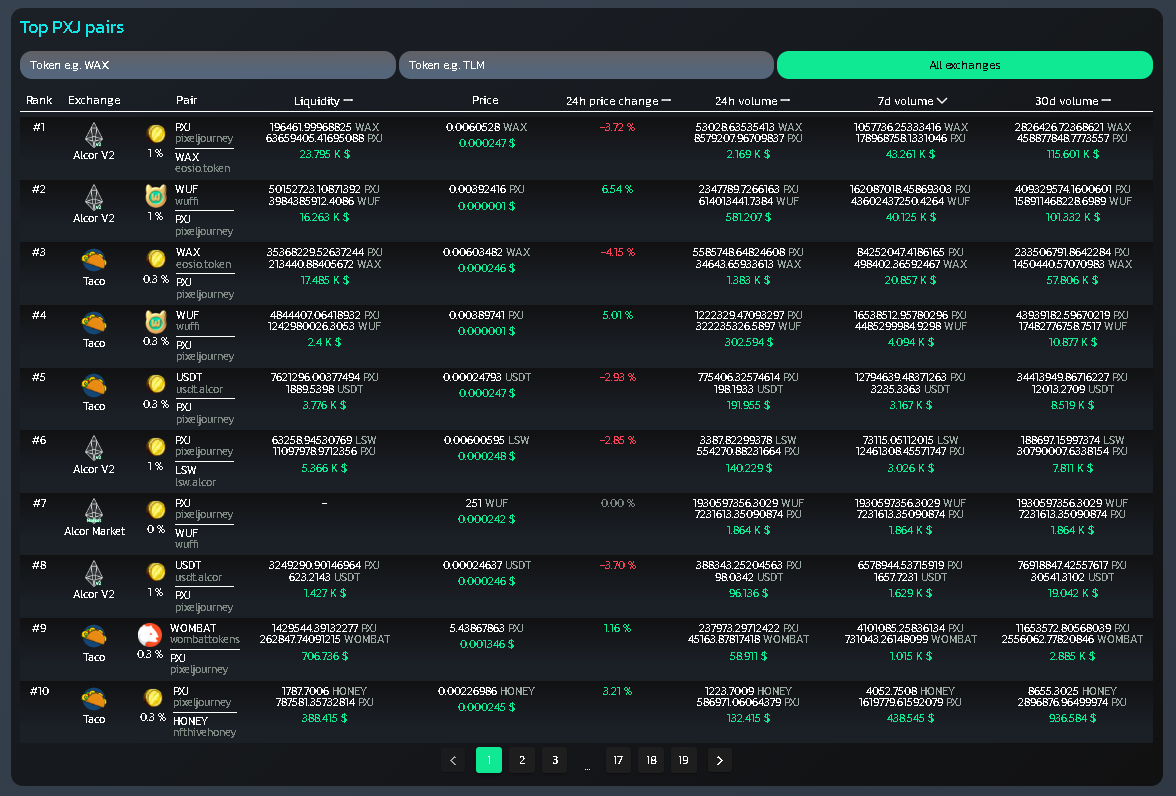 Top PXJ pairs
Token e.g. WAX
Token e.g. TLM
All exchanges
Rank Exchange Pair Liquidity Price 24h price change 24h volume 7d volume 30d volume
#1
Alcor V2
1 %
PXJ
pixeljourney
WAX
eosio.token
196461.99968825 WAX
63659405.41695088 PXJ
23.795 K $
0.0060528 WAX
0.000247 $
-3.72 %
53028.63535413 WAX
8579207.96709837 PXJ
2.169 K $
1057736.25333416 WAX
178968758.1331046 PXJ
43.261 K $
2826426.72368621 WAX
458877848.7773557 PXJ
115.601 K $
#2
Alcor V2
1 %
WUF
wuffi
PXJ
pixeljourney
50152723.10871392 PXJ
3984385912.4086 WUF
16.263 K $
0.00392416 PXJ
0.000001 $
6.54 %
2347789.7266163 PXJ
614013441.7384 WUF
581.207 $
162087018.45869303 PXJ
43602437250.4264 WUF
40.125 K $
409329574.1600601 PXJ
158911468228.6989 WUF
101.332 K $
#3
Taco
0.3 %
WAX
eosio.token
PXJ
pixeljourney
35368229.52637244 PXJ
213440.88405672 WAX
17.485 K $
0.00603482 WAX
0.000246 $
-4.15 %
5585748.64824608 PXJ
34643.65933613 WAX
1.383 K $
84252047.4186165 PXJ
498402.36592467 WAX
20.857 K $
233506791.8642284 PXJ
1450440.57070983 WAX
57.806 K $
#4
Taco
0.3 %
WUF
wuffi
PXJ
pixeljourney
4844407.06418932 PXJ
1242980026.3053 WUF
2.4 K $
0.00389741 PXJ
0.000001 $
5.01 %
1222329.47093297 PXJ
322235326.5897 WUF
302.594 $
16538512.95780296 PXJ
4485299984.9298 WUF
4.094 K $
43939182.59670219 PXJ
17482776758.7517 WUF
10.877 K $
#5
Taco
0.3 %
USDT
usdt.alcor
PXJ
pixeljourney
7621296.00377494 PXJ
1889.5398 USDT
3.776 K $
0.00024793 USDT
0.000247 $
-2.93 %
775406.32574614 PXJ
198.1933 USDT
191.955 $
12794639.48371263 PXJ
3235.3363 USDT
3.167 K $
34413949.86716227 PXJ
12013.2709 USDT
8.519 K $
#6
Alcor V2
1 %
PXJ
pixeljourney
LSW
lsw.alcor
63258.94530769 LSW
11097978.9712356 PXJ
5.366 K $
0.00600595 LSW
0.000248 $
-2.85 %
3387.82299378 LSW
554270.88231664 PXJ
140.229 $
73115.05112015 LSW
12461308.45571747 PXJ
3.026 K $
188697.15997374 LSW
30790007.6338154 PXJ
7.811 K $
#7
Alcor Market
0 %
PXJ
pixeljourney
WUF
wuffi
-
251 WUF
0.000242 $
0.00 %
1930597356.3029 WUF
7231613.35090874 PXJ
1.864 K $
1930597356.3029 WUF
7231613.35090874 PXJ
1.864 K $
1930597356.3029 WUF
7231613.35090874 PXJ
1.864 K $
#8
Alcor V2
1 %
USDT
usdt.alcor
PXJ
pixeljourney
3249290.90146964 PXJ
623.2143 USDT
1.427 K $
0.00024637 USDT
0.000246 $
-3.70 %
388343.25204563 PXJ
98.0342 USDT
96.136 $
6578944.53715919 PXJ
1657.7231 USDT
1.629 K $
76918847.42557617 PXJ
30541.3102 USDT
19.042 K $
#9
Taco
0.3 %
WOMBAT
wombattokens
PXJ
pixeljourney
1429544.39132277 PXJ
262847.74091215 WOMBAT
706.736 $
5.43867863 PXJ
0.001346 $
1.16 %
237973.29712422 PXJ
45163.87817418 WOMBAT
58.911 $
4101085.25836134 PXJ
731043.26148099 WOMBAT
1.015 K $
11653572.80568039 PXJ
2556062.77820846 WOMBAT
2.885 K $
#10
Taco
0.3 %
PXJ
pixeljourney
HONEY
nfthivehoney
1787.7006 HONEY
787581.35732814 PXJ
388.415 $
0.00226986 HONEY
0.000245 $
3.21 %
1223.7009 HONEY
586971.06064379 PXJ
132.415 $
4052.7508 HONEY
1619779.61592079 PXJ
438.545 $
8655.3025 HONEY
2896876.96499974 PXJ
936.584 $
< 1 2 3 ... 17 18 19 >